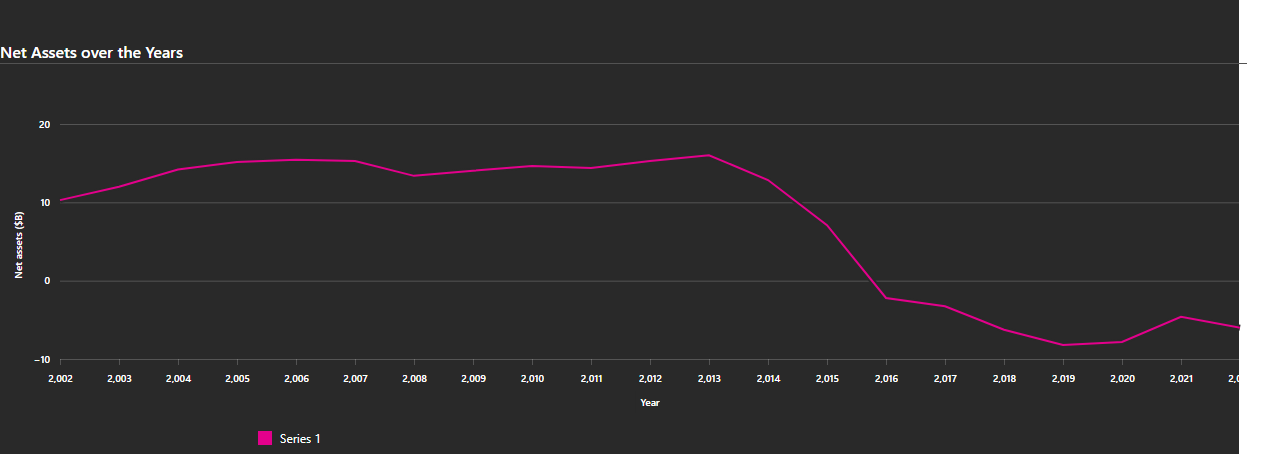 Net Assets over the Years
20
10
0
−10
Net assets ($B)
2,002 2,003 2,004 2,005 2,006 2,007 2,008 2,009 2,010 2,011 2,012 2,013 2,014 2,015 2,016 2,017 2,018 2,019 2,020 2,021
Year
Series 1